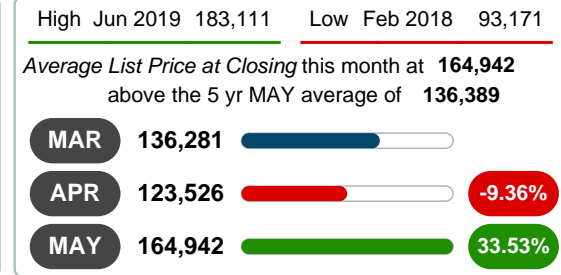 High Jun 2019 183,111 Low Feb 2018 93,171
Average List Price at Closing this month at 164,942
above the 5 yr MAY average of 136,389
MAR 136,281
APR 123,526 -9.36%
MAY 164,942 33.53%